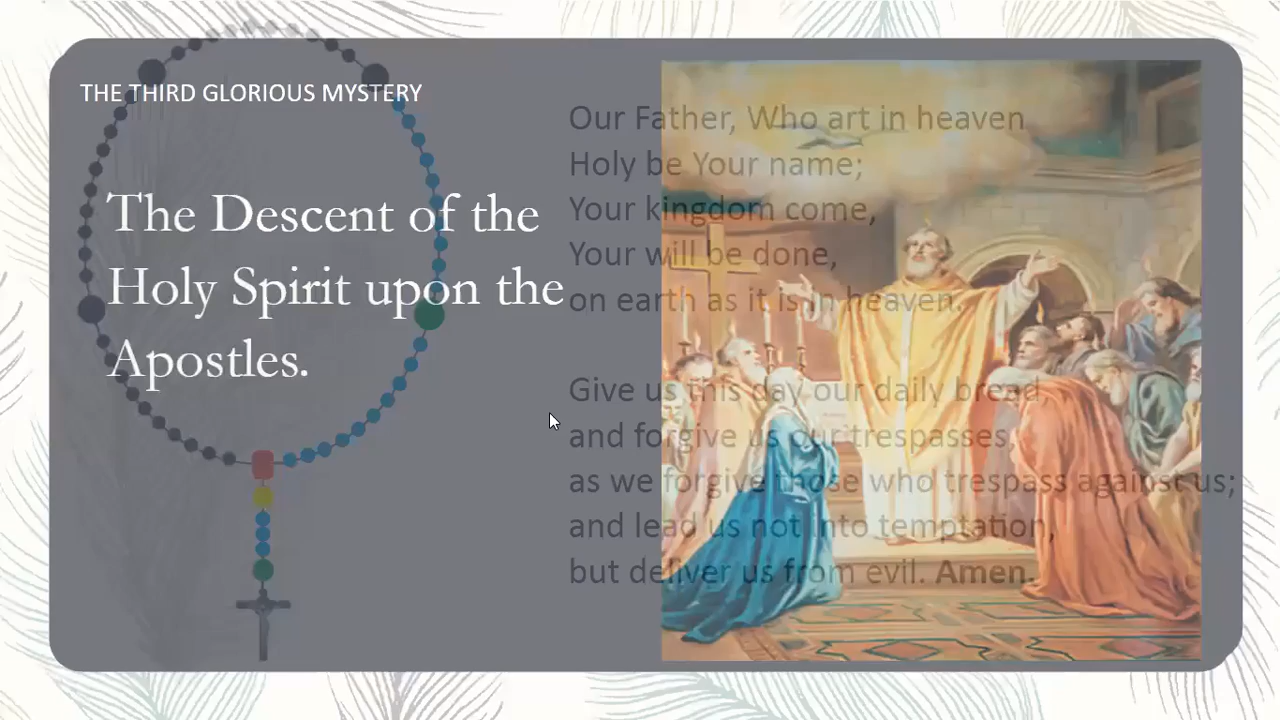 THE THIRD GLORIOUS MYSTERY
The Descent of the
Holy Spirit upon the
Apostles.
Our Father, Who art in heaven
Holy be Your name;
Your kingdom come,
Your will be done,
on earth as it is in heaven.
Give us this day our daily bread
and forgive us our trespasses,
as we forgive those who trespass against us;
and lead us not into temptation,
but deliver us from evil. Amen.